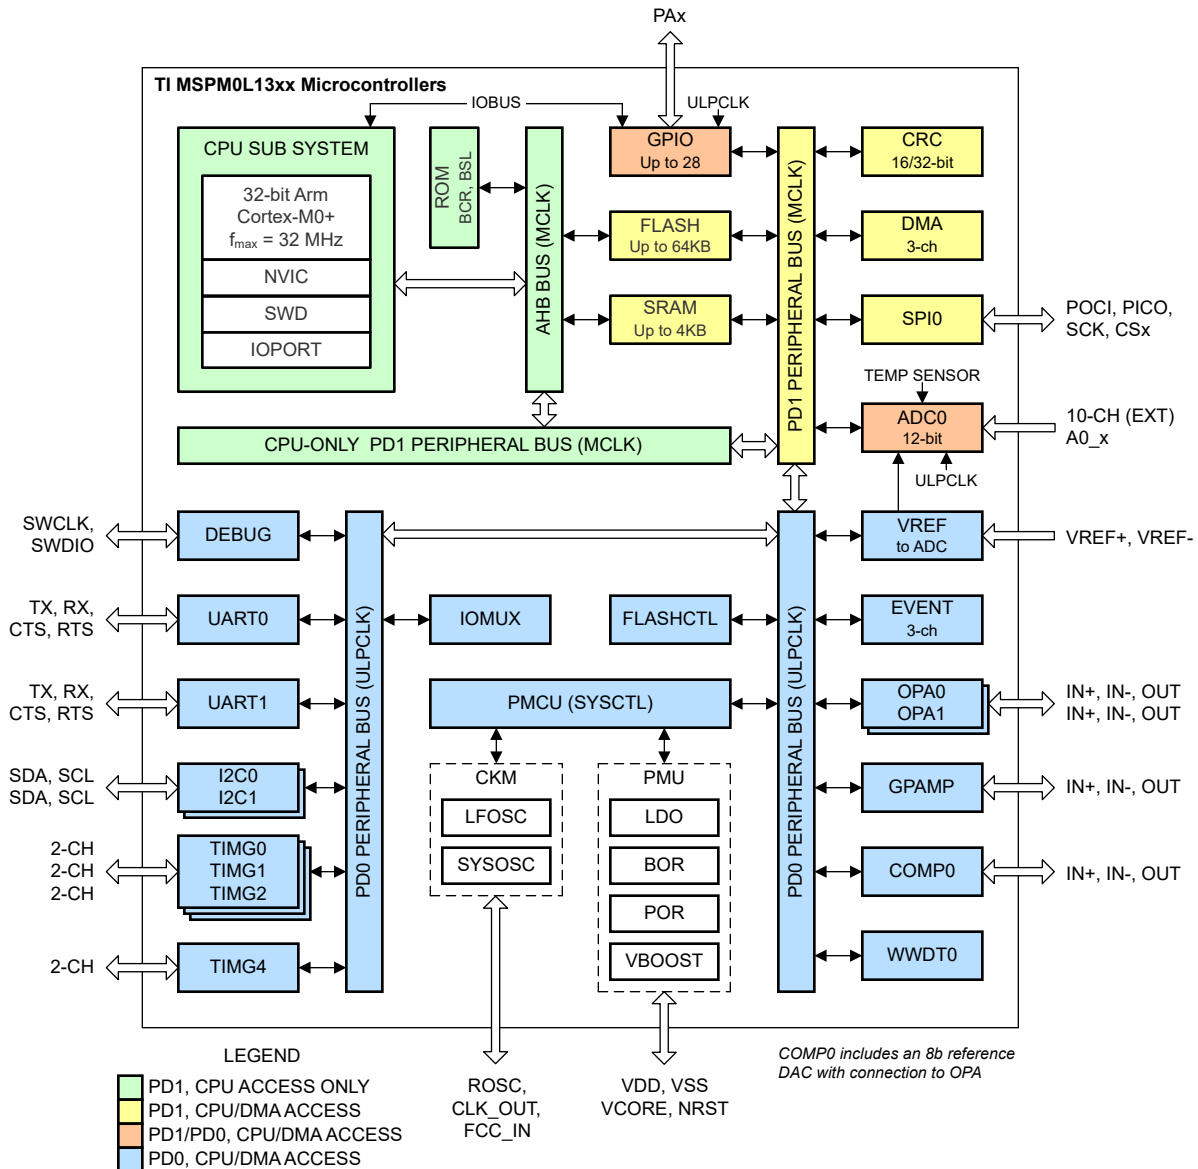 PAx
TI MSPM0L13xx Microcontrollers
IOBUS
ULPCLK
CPU SUB SYSTEM
32-bit Arm
Cortex-M0+
fmax = 32 MHz
NVIC
SWD
IOPORT
ROM
BCR, BSL
AHB BUS (MCLK)
GPIO
Up to 28
FLASH
Up to 64KB
SRAM
Up to 4KB
PD1 PERIPHERAL BUS (MCLK)
CRC
16/32-bit
DMA
3-ch
SPI0
POCI, PICO,
SCK, CSx
TEMP SENSOR
ADC0
12-bit
10-CH (EXT)
A0_x
ULPCLK
CPU-ONLY PD1 PERIPHERAL BUS (MCLK)
SWCLK,
SWDIO
DEBUG
TX, RX,
CTS, RTS
UART0
TX, RX,
CTS, RTS
UART1
SDA, SCL
SDA, SCL
I2C0
I2C1
2-CH
2-CH
2-CH
TIMG0
TIMG1
TIMG2
2-CH
TIMG4
PD0 PERIPHERAL BUS (ULPCLK)
IOMUX
FLASHCTL
PMCU (SYSCTL)
CKM
LFOSC
SYSOSC
PMU
LDO
BOR
POR
VBOOST
PD0 PERIPHERAL BUS (ULPCLK)
VREF
to ADC
VREF+, VREF-
EVENT
3-ch
OPA0
OPA1
IN+, IN-, OUT
IN+, IN-, OUT
GPAMP
IN+, IN-, OUT
COMP0
IN+, IN-, OUT
WWDT0
LEGEND
PD1, CPU ACCESS ONLY
PD1, CPU/DMA ACCESS
PD1/PD0, CPU/DMA ACCESS
PD0, CPU/DMA ACCESS
ROSC,
CLK_OUT,
FCC_IN
VDD, VSS
VCORE, NRST
COMP0 includes an 8b reference
DAC with connection to OPA